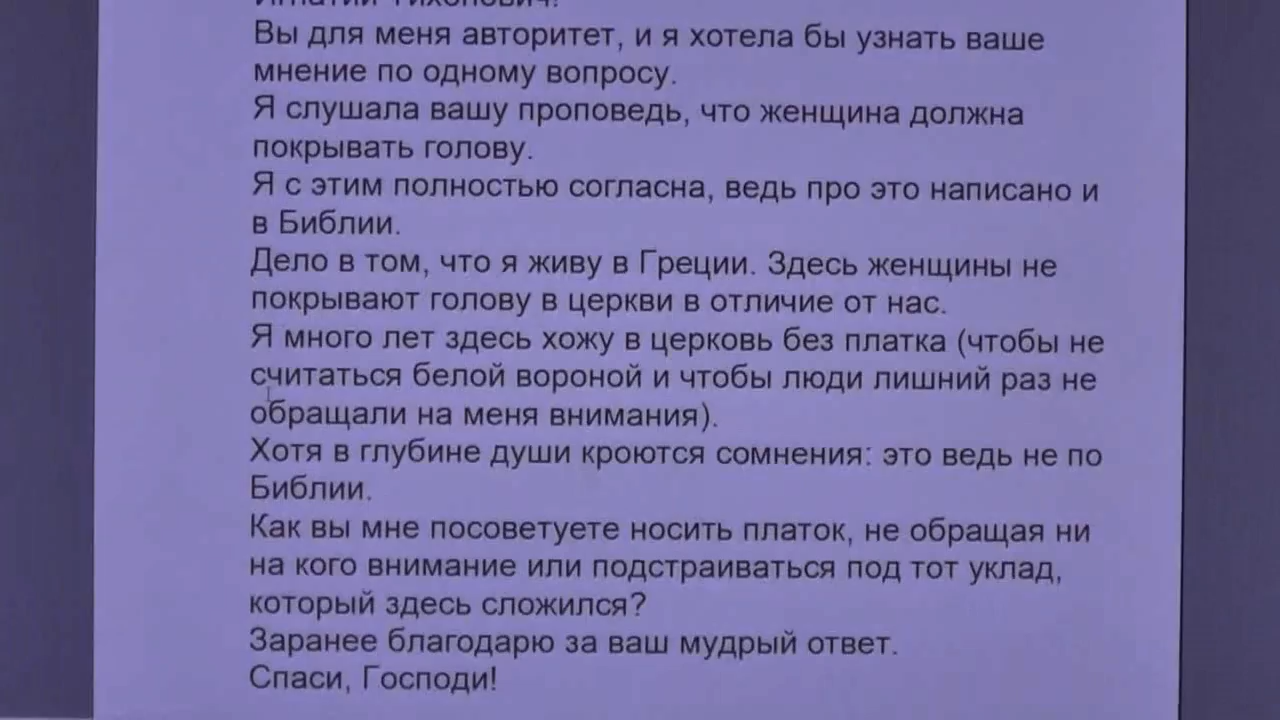 Вы для меня авторитет, и я хотела бы узнать ваше
мнение по одному вопросу.
Я слушала вашу проповедь, что женщина должна
покрывать голову.
Я с этим полностью согласна, ведь про это написано и
в Библии.
Дело в том, что я живу в Греции. Здесь женщины не
покрывают голову в церкви в отличие от нас.
Я много лет здесь хожу в церковь без платка (чтобы не
считаться белой вороной и чтобы люди лишний раз не
обращали на меня внимания).
Хотя в глубине души кроются сомнения: это ведь не по
Библии.
Как вы мне посоветуете носить платок, не обращая ни
на кого внимание или подстраиваться под тот уклад,
который здесь сложился?
Заранее благодарю за ваш мудрый ответ.
Спаси, Господи!